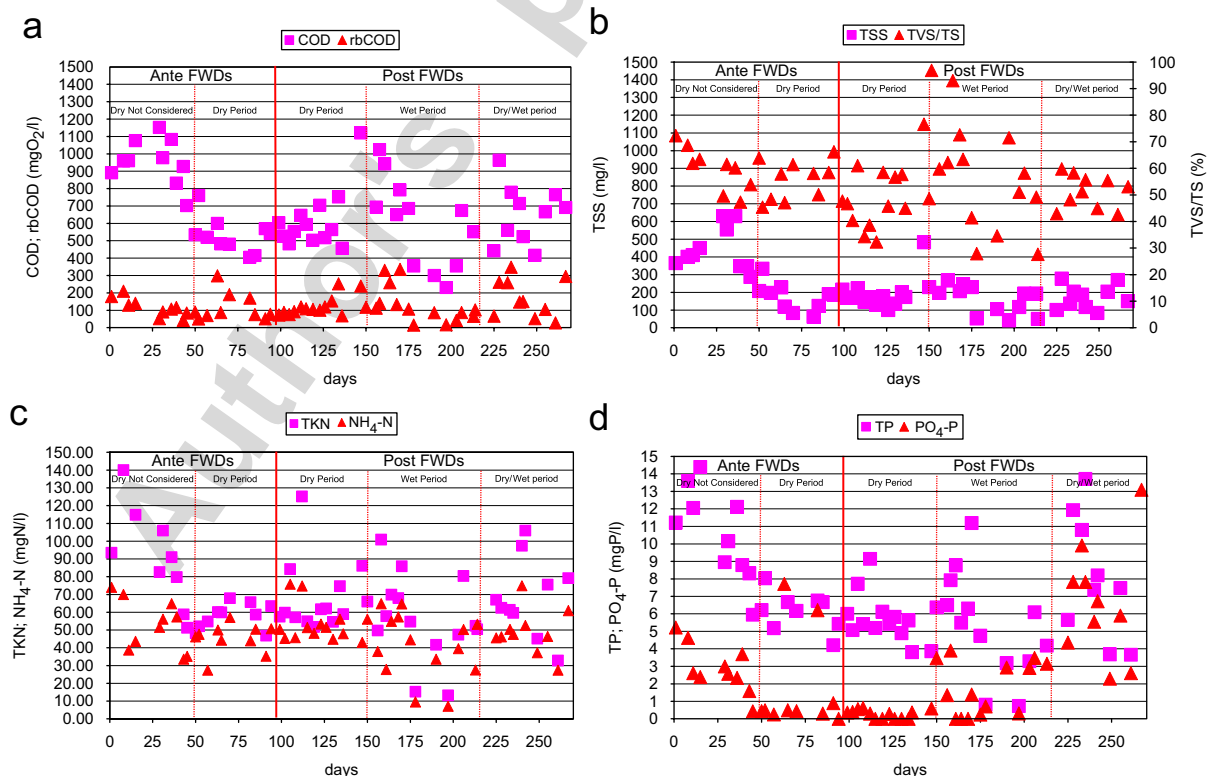 a
COD rbCOD
Ante FWDs Post FWDs
Dry Not Considered Dry Period Dry Period Wet Period Dry/Wet period
COD; rbCOD (mgO2/l)
1500
1400
1300
1200
1100
1000
900
800
700
600
500
400
300
200
100
0
0 25 50 75 100 125 150 175 200 225 250
days
b
TSS TVS/TS
Ante FWDs Post FWDs
Dry Not Considered Dry Period Dry Period Wet Period Dry/Wet period
TSS (mg/l)
1500
1400
1300
1200
1100
1000
900
800
700
600
500
400
300
200
100
0
100
90
80
70
60
50
40
30
20
10
0
TVS/TS (%)
0 25 50 75 100 125 150 175 200 225 250
days
c
TKN NH4-N
Ante FWDs Post FWDs
Dry Not Considered Dry Period Dry Period Wet Period Dry/Wet period
TKN; NH4-N (mgN/l)
150.00
140.00
130.00
120.00
110.00
100.00
90.00
80.00
70.00
60.00
50.00
40.00
30.00
20.00
10.00
0.00
0 25 50 75 100 125 150 175 200 225 250
days
d
TP PO4-P
Ante FWDs Post FWDs
Dry Not Considered Dry Period Dry Period Wet Period Dry/Wet period
TP; PO4-P (mgP/l)
15
14
13
12
11
10
9
8
7
6
5
4
3
2
1
0
0 25 50 75 100 125 150 175 200 225 250
days
Author's p